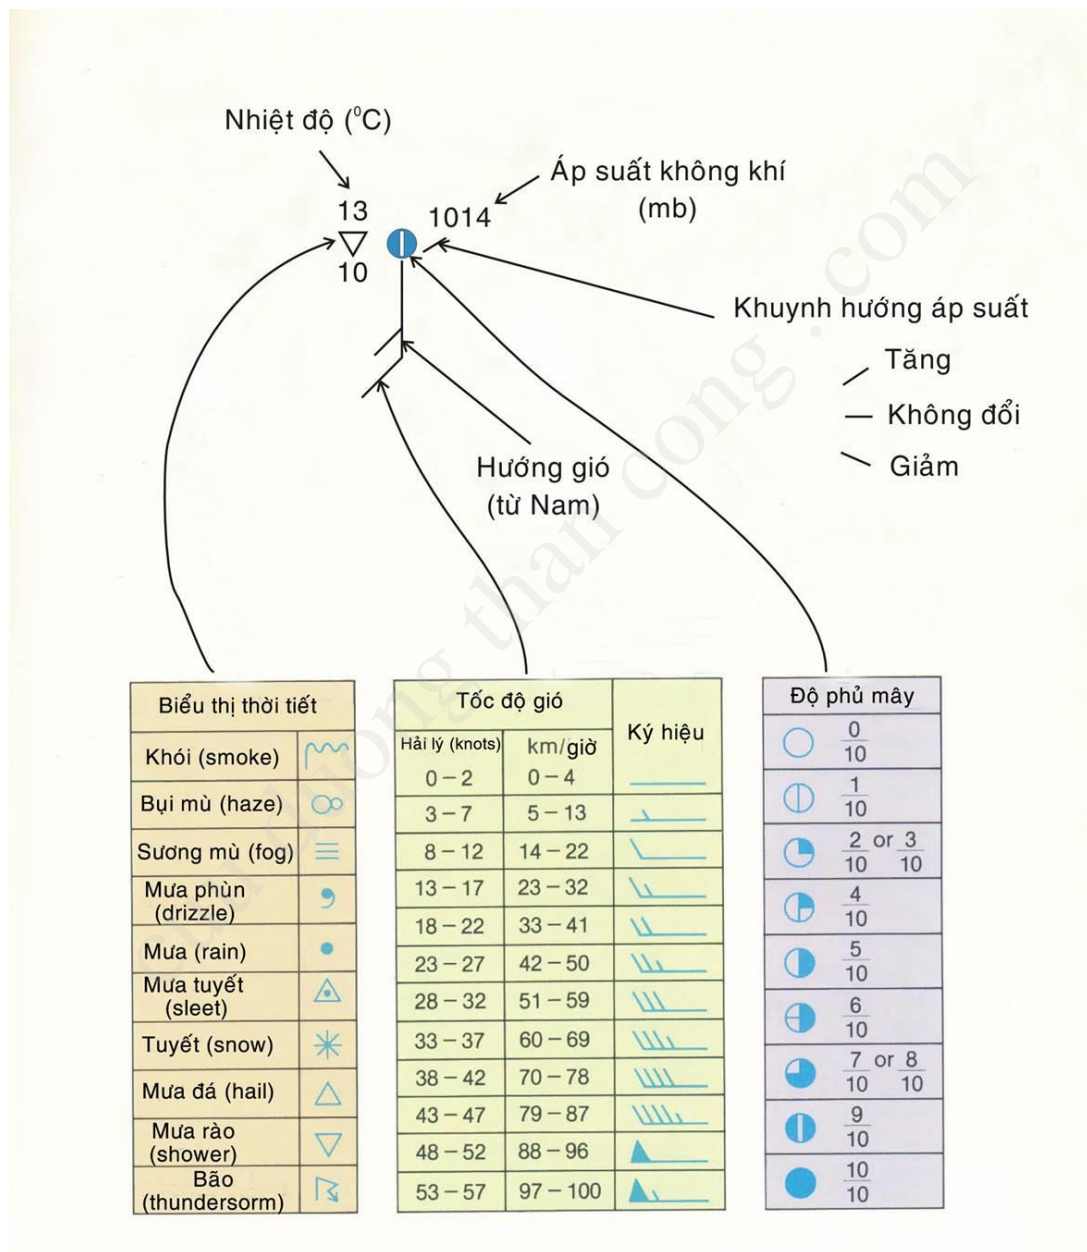 Nhiệt độ (⁰C)
Áp suất không khí
(mb)
13
1014
10
Khuynh hướng áp suất
Tăng
Không đổi
Giảm
Hướng gió
(từ Nam)
Biểu thị thời tiết
Khói (smoke)
Bụi mù (haze)
Sương mù (fog)
Mưa phùn
(drizzle)
Mưa (rain)
Mưa tuyết
(sleet)
Tuyết (snow)
Mưa đá (hail)
Mưa rào
(shower)
Bão
(thundersorm)
Tốc độ gió
Ký hiệu
Hải lý (knots) km/giờ
0 – 2 0 – 4
3 – 7 5 – 13
8 – 12 14 – 22
13 – 17 23 – 32
18 – 22 33 – 41
23 – 27 42 – 50
28 – 32 51 – 59
33 – 37 60 – 69
38 – 42 70 – 78
43 – 47 79 – 87
48 – 52 88 – 96
53 – 57 97 – 100
Độ phủ mây
0/10
1/10
2/10 or 3/10
4/10
5/10
6/10
7/10 or 8/10
9/10
10/10
cuu duong than cong . com